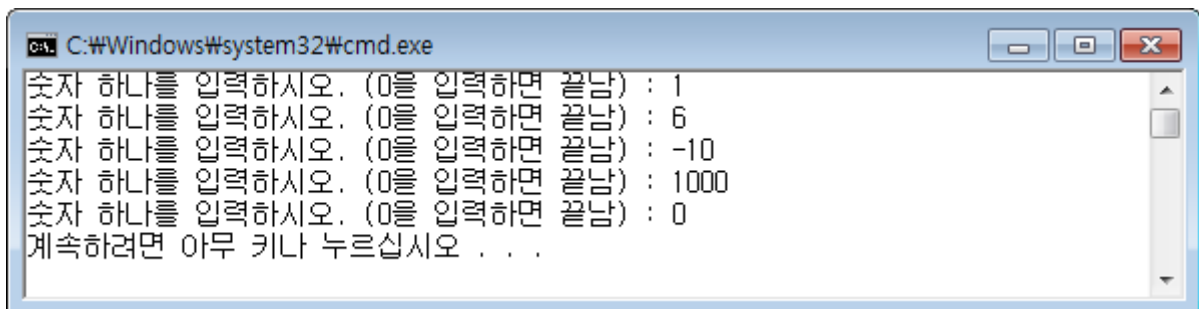 C:₩Windows₩system32₩cmd.exe
숫자 하나를 입력하시오. (0을 입력하면 끝남) : 1
숫자 하나를 입력하시오. (0을 입력하면 끝남) : 6
숫자 하나를 입력하시오. (0을 입력하면 끝남) : -10
숫자 하나를 입력하시오. (0을 입력하면 끝남) : 1000
숫자 하나를 입력하시오. (0을 입력하면 끝남) : 0
계속하려면 아무 키나 누르십시오 . . .